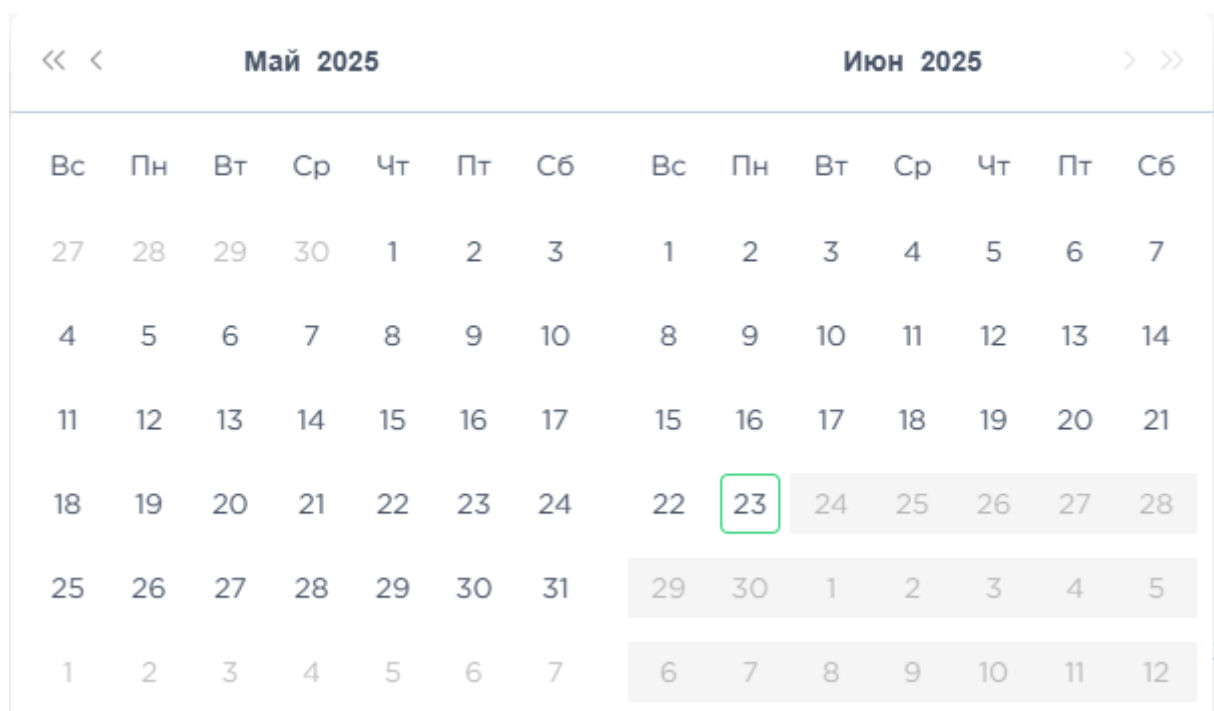 « < Май 2025 Июн 2025 > »
Вс Пн Вт Ср Чт Пт Сб Вс Пн Вт Ср Чт Пт Сб
27 28 29 30 1 2 3 1 2 3 4 5 6 7
4 5 6 7 8 9 10 8 9 10 11 12 13 14
11 12 13 14 15 16 17 15 16 17 18 19 20 21
18 19 20 21 22 23 24 22 23 24 25 26 27 28
25 26 27 28 29 30 31 29 30 1 2 3 4 5
1 2 3 4 5 6 7 6 7 8 9 10 11 12